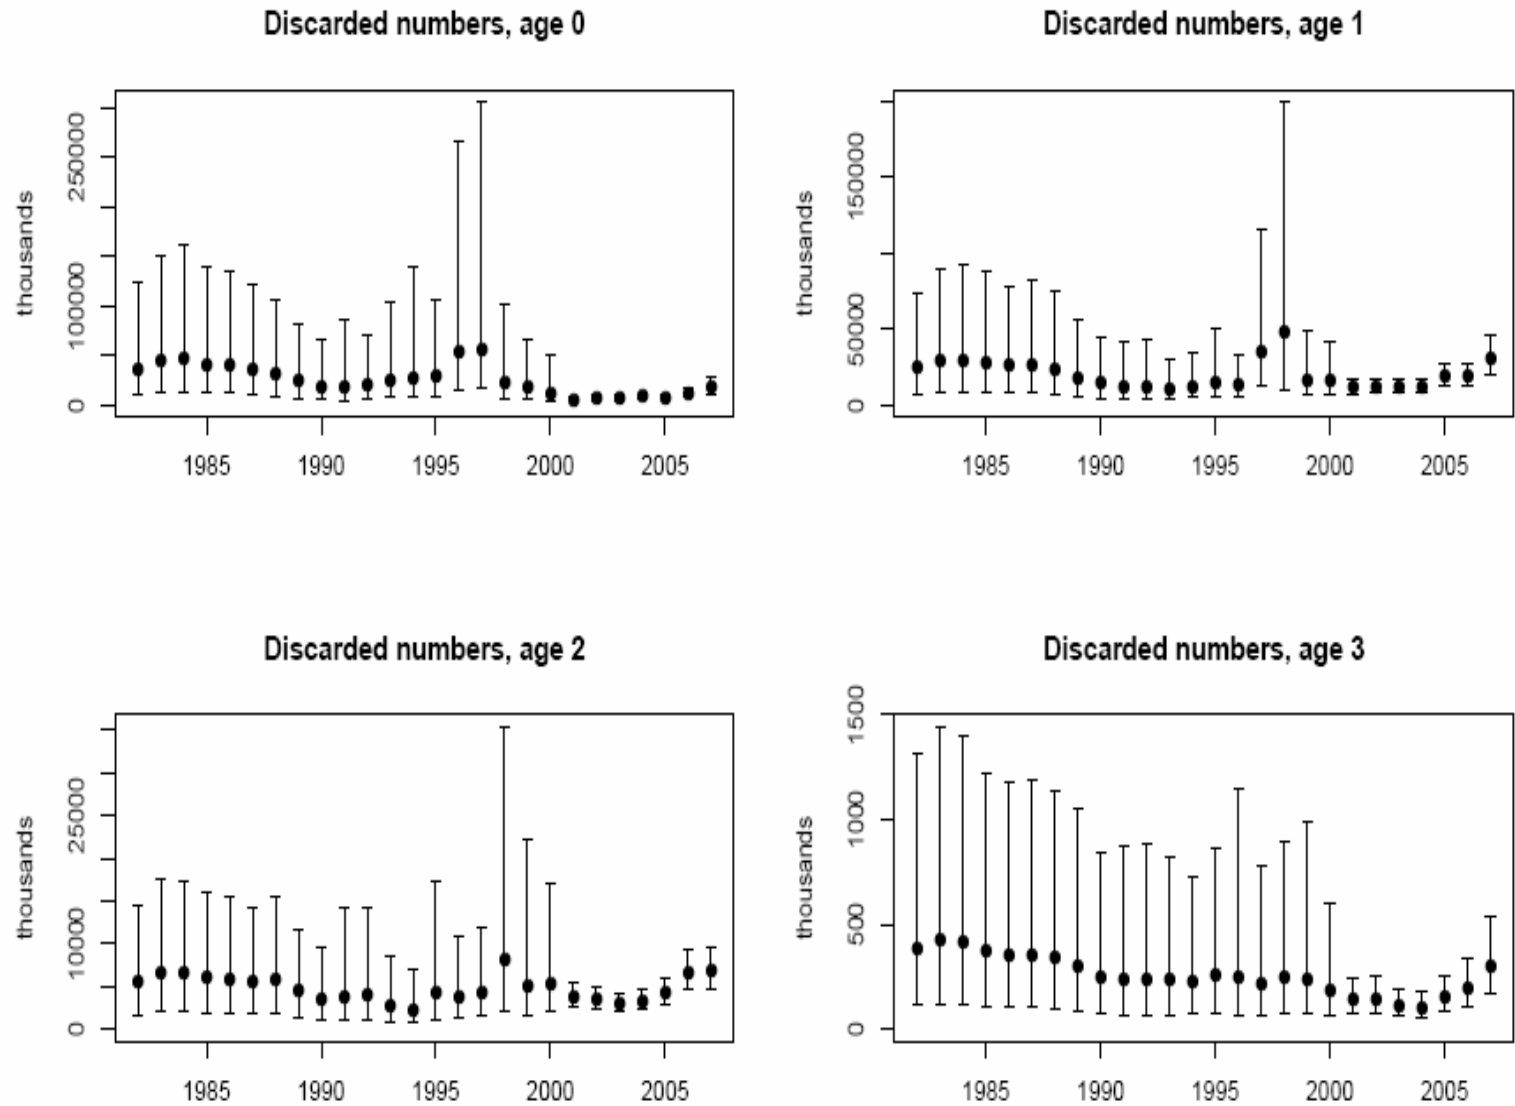 Discarded numbers, age 0
thousands
0
100000
250000
1985 1990 1995 2000 2005
Discarded numbers, age 1
thousands
0
50000
150000
1985 1990 1995 2000 2005
Discarded numbers, age 2
thousands
0
10000
25000
1985 1990 1995 2000 2005
Discarded numbers, age 3
thousands
0
500
1000
1500
1985 1990 1995 2000 2005